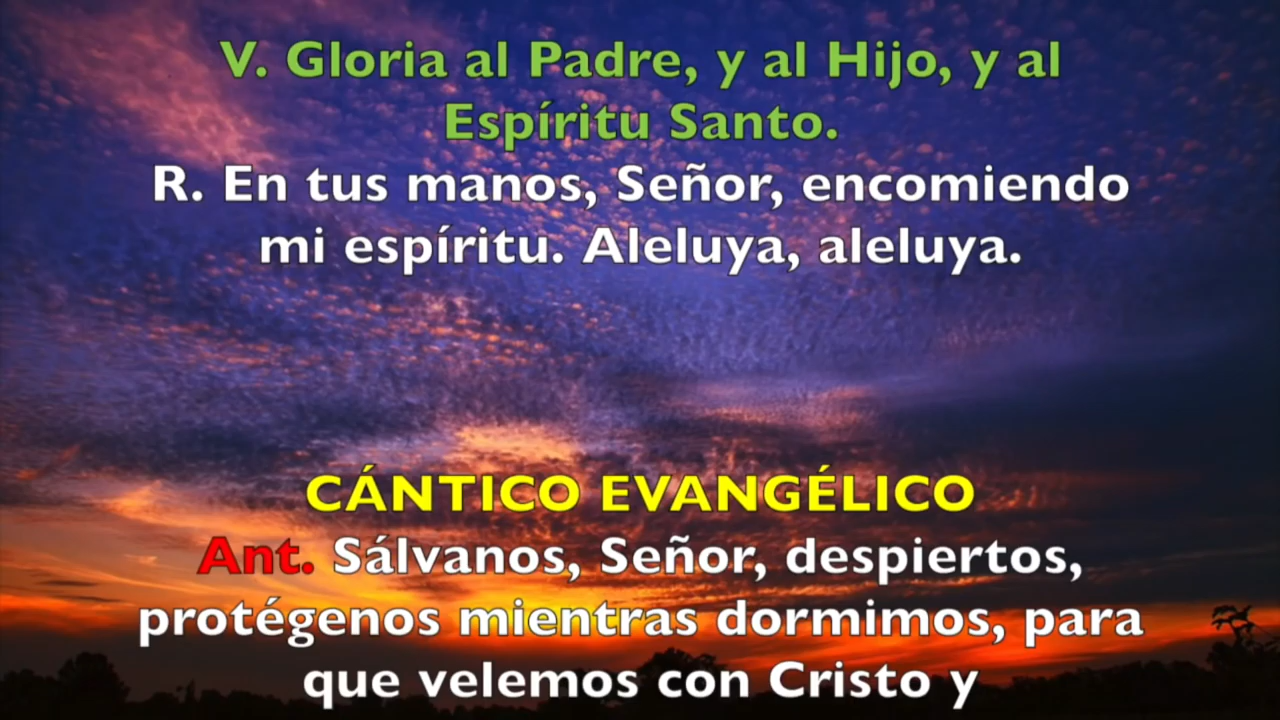 V. Gloria al Padre, y al Hijo, y al
Espíritu Santo.
R. En tus manos, Señor, encomiendo
mi espíritu. Aleluya, aleluya.
CÁNTICO EVANGÉLICO
Ant. Sálvanos, Señor, despiertos,
protégenos mientras dormimos, para
que velemos con Cristo y